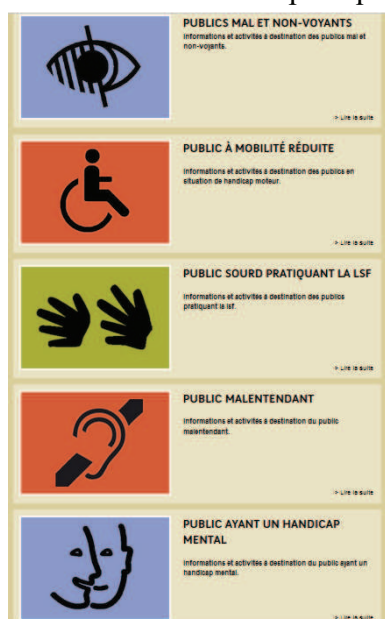 PUBLICS MAL ET NON-VOYANTS
Informations et activités à destination des publics mal et
non-voyants.
> Lire la suite
PUBLIC À MOBILITÉ RÉDUITE
Informations et activités à destination des publics en
situation de handicap moteur.
> Lire la suite
PUBLIC SOURD PRATIQUANT LA LSF
Informations et activités à destination des publics
pratiquant la lsf.
> Lire la suite
PUBLIC MALENTENDANT
Informations et activités à destination du public
malentendant.
> Lire la suite
PUBLIC AYANT UN HANDICAP
MENTAL
Informations et activités à destination du public ayant un
handicap mental.
> Lire la suite